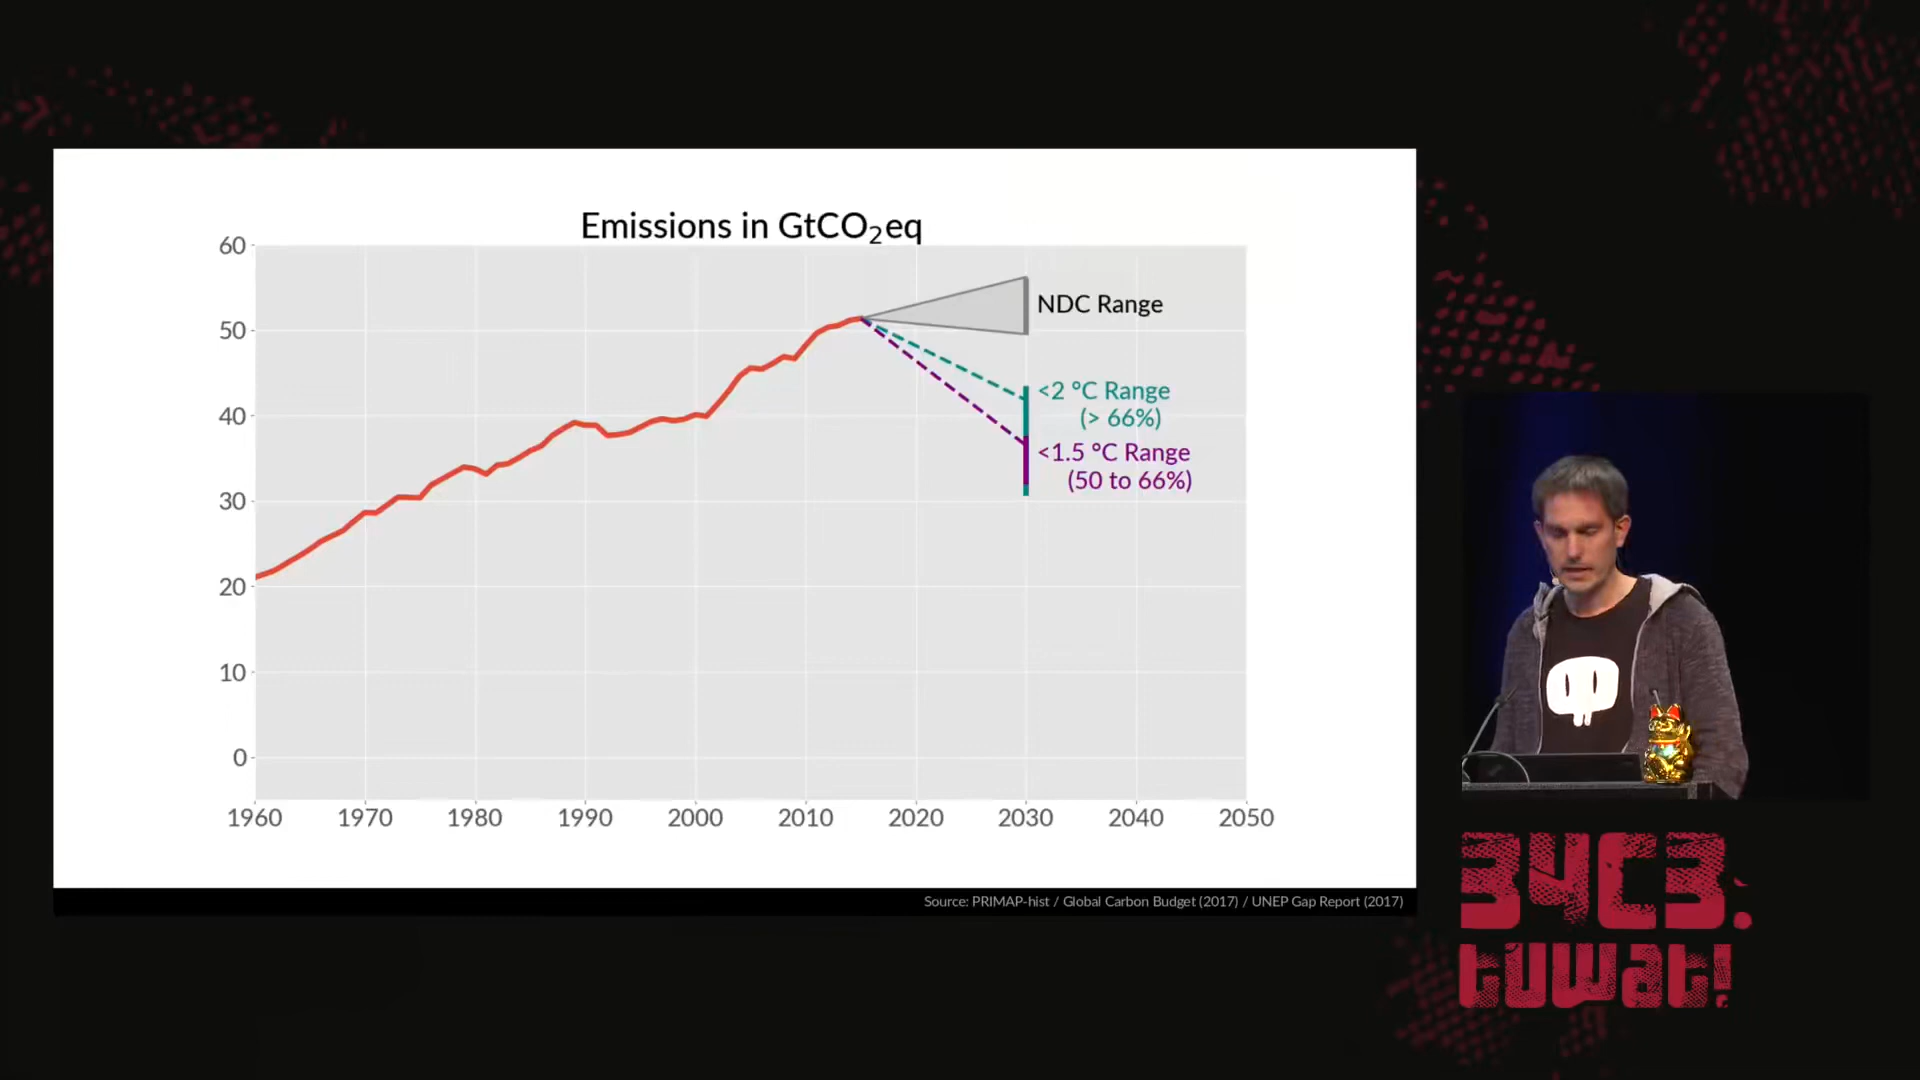 Emissions in GtCO₂eq
60
50
40
30
20
10
0
NDC Range
<2 °C Range
(> 66%)
<1.5 °C Range
(50 to 66%)
1960 1970 1980 1990 2000 2010 2020 2030 2040 2050
Source: PRIMAP-hist / Global Carbon Budget (2017) / UNEP Gap Report (2017)
34C3.
tuwat!